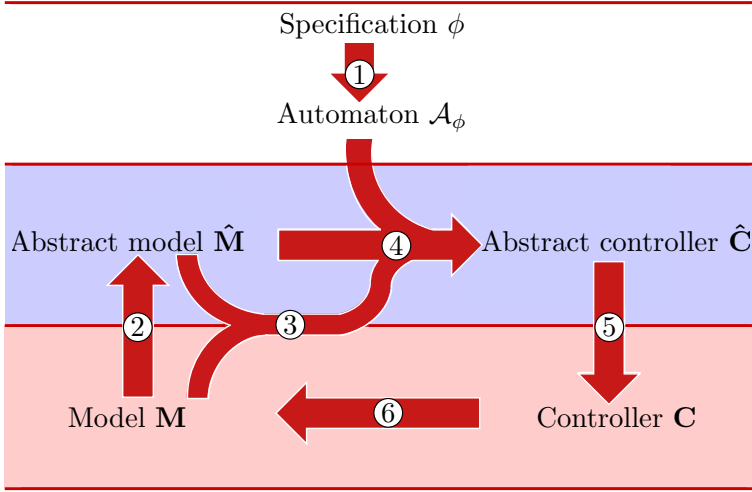 Specification ϕ
1
Automaton 𝒜ϕ
Abstract model M̂
4
Abstract controller Ĉ
2
3
5
Model M
6
Controller C